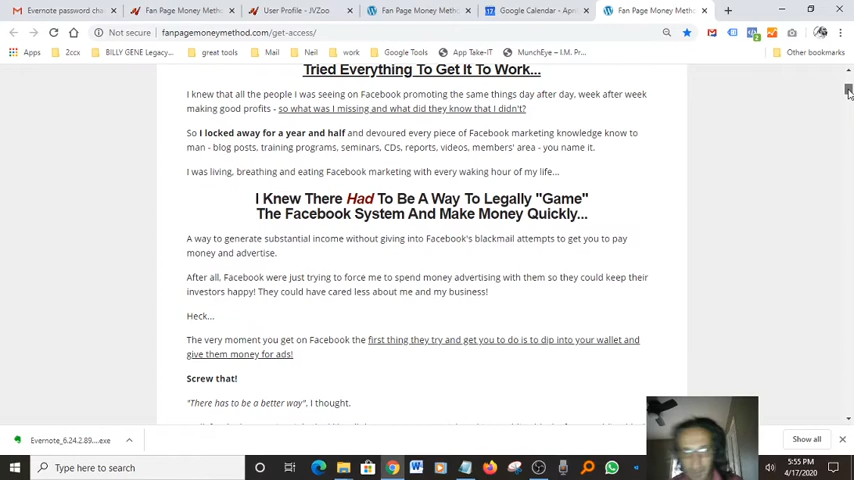 Evernote password cha
Fan Page Money Metho
User Profile - JVZoo
Fan Page Money Metho
Google Calendar - Apri
Fan Page Money Metho
Not secure
fanpagemoneymethod.com/get-access/
Apps
2ccx
BILLY GENE Legacy...
great tools
Mail
Neil
work
Google Tools
App Take-IT
MunchEye – I.M. Pr...
Other bookmarks
Tried Everything To Get It To Work...
I knew that all the people I was seeing on Facebook promoting the same things day after day, week after week
making good profits - so what was I missing and what did they know that I didn't?
So I locked away for a year and half and devoured every piece of Facebook marketing knowledge know to
man - blog posts, training programs, seminars, CDs, reports, videos, members' area - you name it.
I was living, breathing and eating Facebook marketing with every waking hour of my life...
I Knew There Had To Be A Way To Legally "Game"
The Facebook System And Make Money Quickly...
A way to generate substantial income without giving into Facebook's blackmail attempts to get you to pay
money and advertise.
After all, Facebook were just trying to force me to spend money advertising with them so they could keep their
investors happy! They could have cared less about me and my business!
Heck...
The very moment you get on Facebook the first thing they try and get you to do is to dip into your wallet and
give them money for ads!
Screw that!
"There has to be a better way", I thought.
Evernote_6.24.2.89....exe
Show all
Type here to search
5:55 PM
4/17/2020